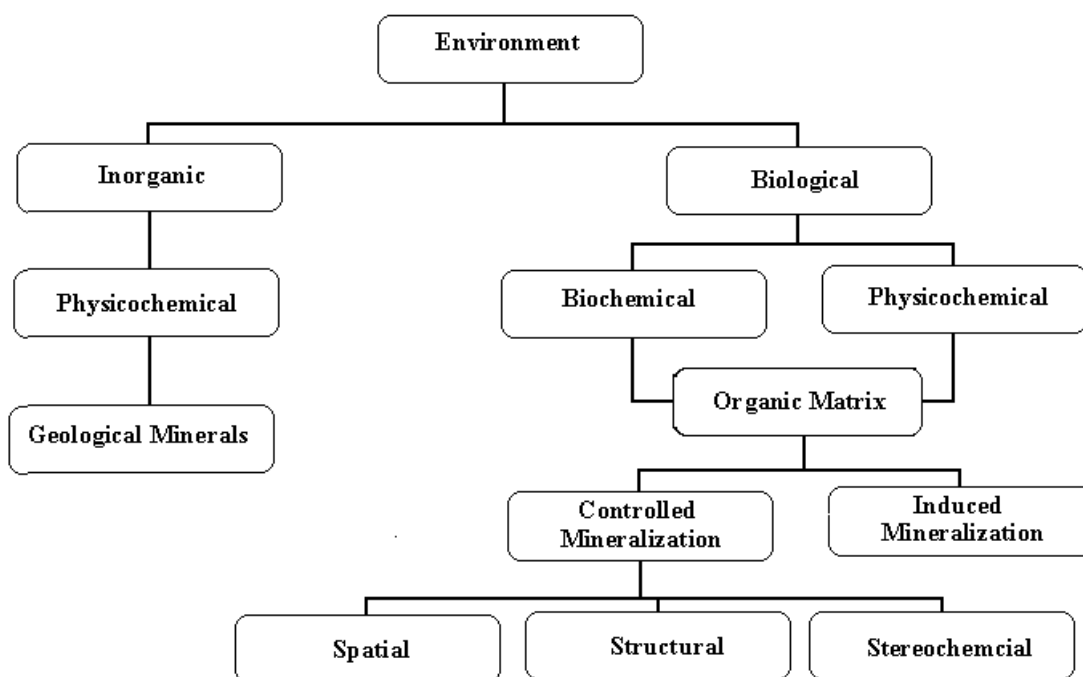 Environment
Inorganic
Biological
Physicochemical
Biochemical
Physicochemical
Geological Minerals
Organic Matrix
Controlled
Mineralization
Induced
Mineralization
Spatial
Structural
Stereochemcial